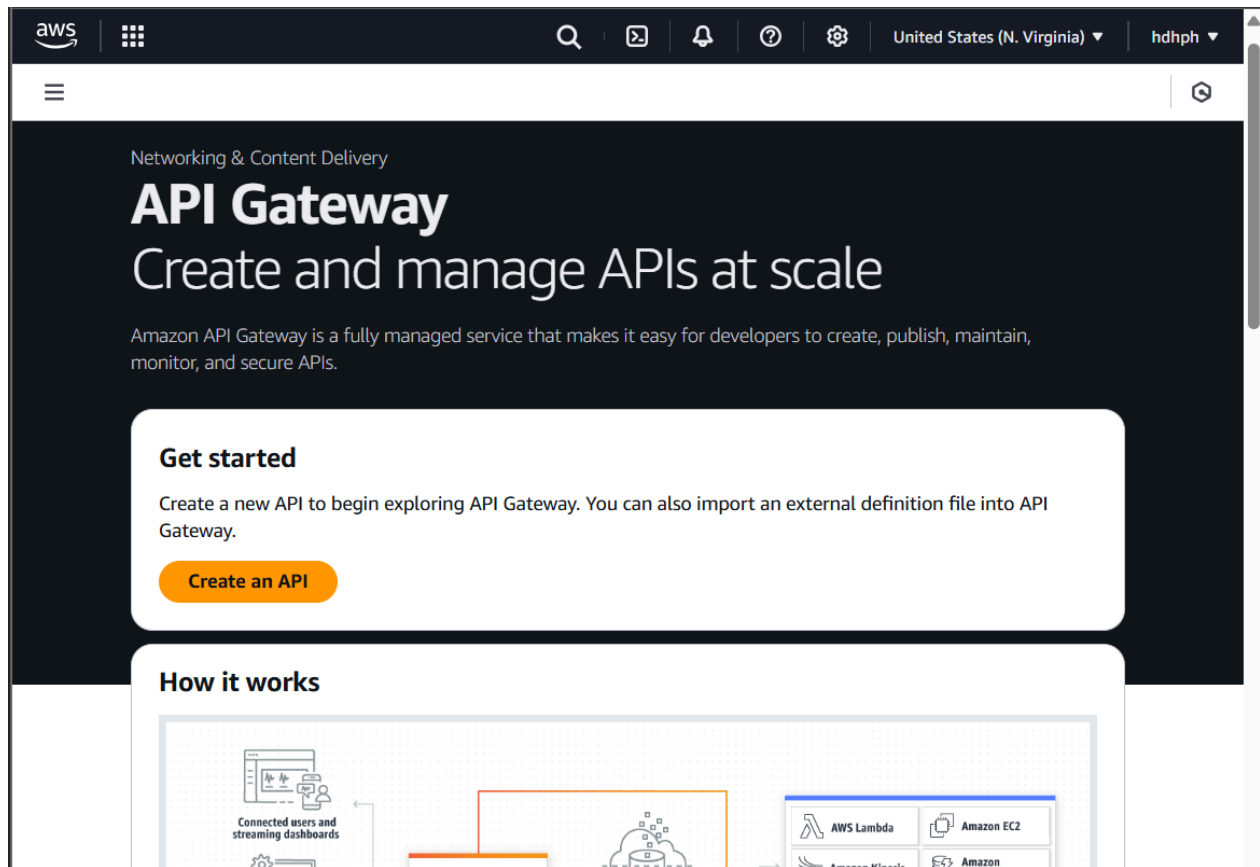 aws
United States (N. Virginia)
hdhph
Networking & Content Delivery
API Gateway
Create and manage APIs at scale
Amazon API Gateway is a fully managed service that makes it easy for developers to create, publish, maintain,
monitor, and secure APIs.
Get started
Create a new API to begin exploring API Gateway. You can also import an external definition file into API
Gateway.
Create an API
How it works
Connected users and
streaming dashboards
AWS Lambda
Amazon EC2
Amazon Kinesis
Amazon